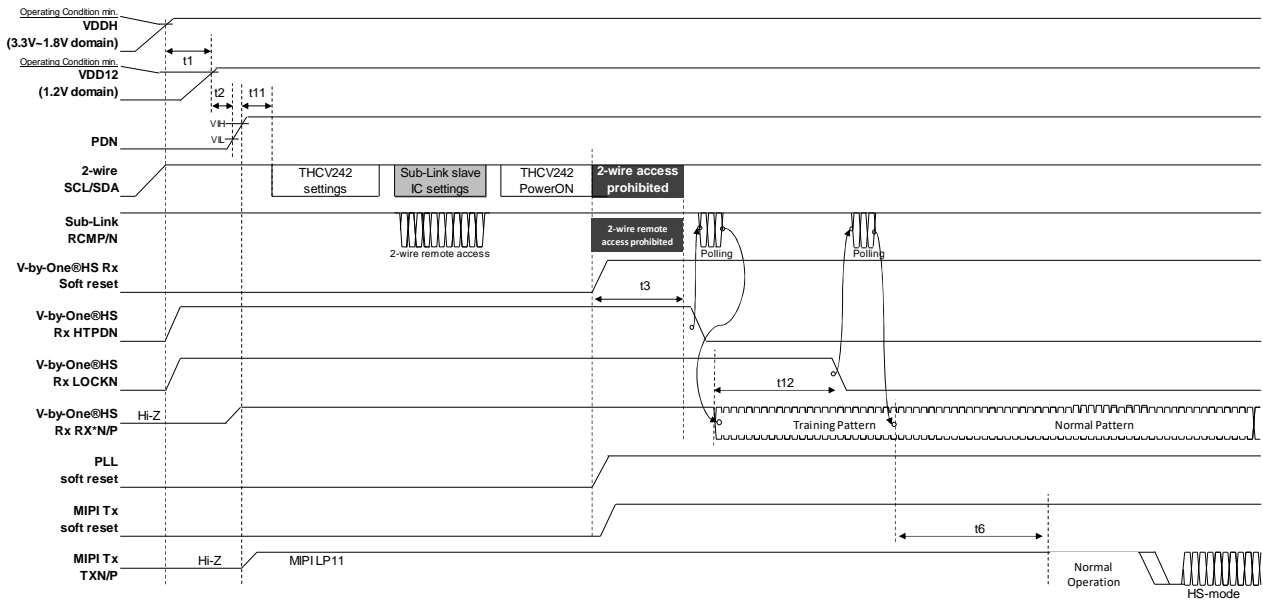 Operating Condition min.
VDDH
(3.3V~1.8V domain)
t1
Operating Condition min.
VDD12
(1.2V domain)
t2
t11
VIH
VIL
PDN
2-wire
SCL/SDA
THCV242
settings
Sub-Link slave
IC settings
THCV242
PowerON
2-wire access
prohibited
Sub-Link
RCMP/N
2-wire remote access
2-wire remote
access prohibited
Polling
Polling
V-by-One®HS Rx
Soft reset
t3
V-by-One®HS
Rx HTPDN
V-by-One®HS
Rx LOCKN
t12
V-by-One®HS
Rx RX*N/P
Hi-Z
Training Pattern
Normal Pattern
PLL
soft reset
MIPI Tx
soft reset
t6
MIPI Tx
TXN/P
Hi-Z
MIPI LP11
Normal
Operation
HS-mode